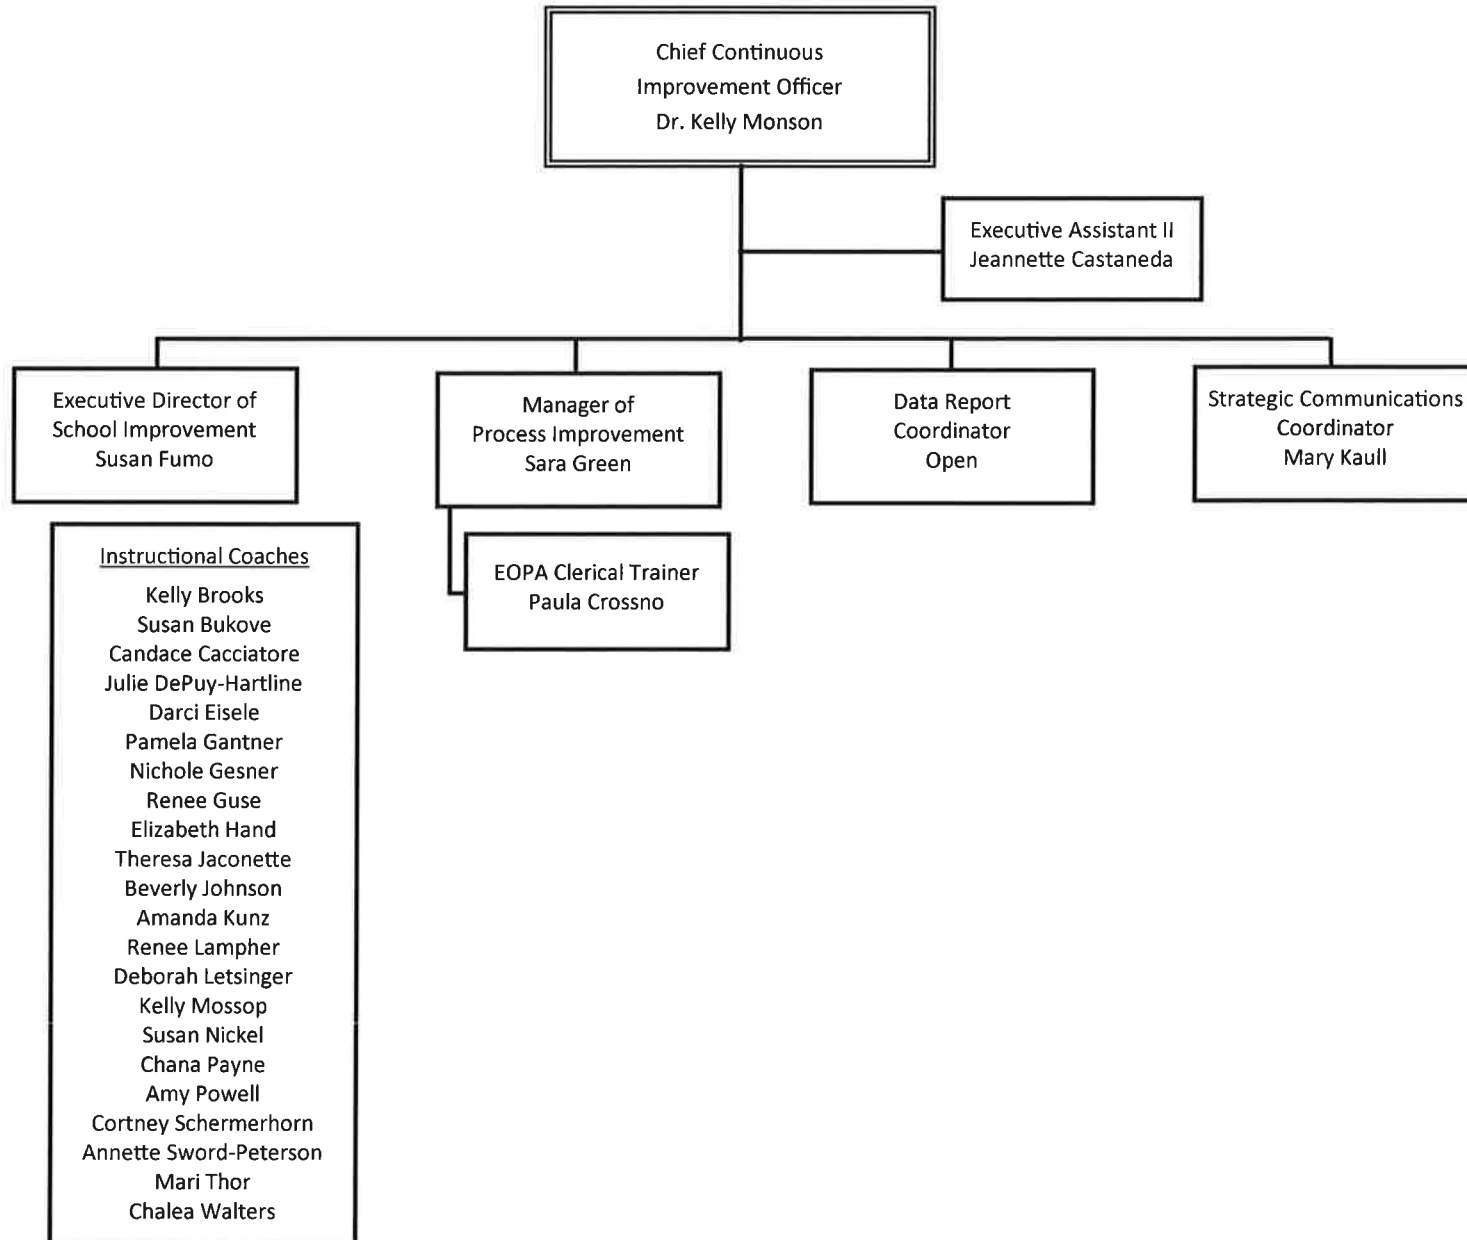 Chief Continuous
Improvement Officer
Dr. Kelly Monson
Executive Assistant II
Jeannette Castaneda
Executive Director of
School Improvement
Susan Fumo
Manager of
Process Improvement
Sara Green
Data Report
Coordinator
Open
Strategic Communications
Coordinator
Mary Kaull
EOPA Clerical Trainer
Paula Crossno
Instructional Coaches
Kelly Brooks
Susan Bukove
Candace Cacciatore
Julie DePuy-Hartline
Darci Eisele
Pamela Gantner
Nichole Gesner
Renee Guse
Elizabeth Hand
Theresa Jaconette
Beverly Johnson
Amanda Kunz
Renee Lampher
Deborah Letsinger
Kelly Mossop
Susan Nickel
Chana Payne
Amy Powell
Cortney Schermerhorn
Annette Sword-Peterson
Mari Thor
Chalea Walters